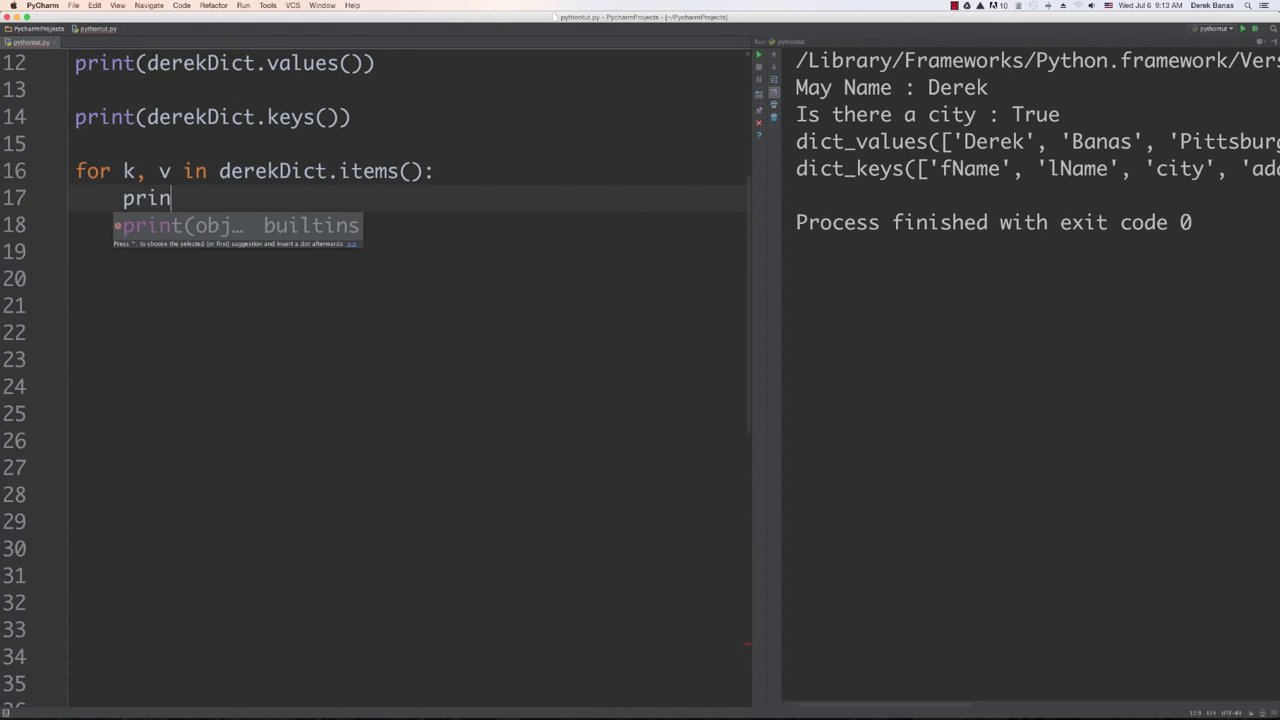 PyCharm File Edit View Navigate Code Refactor Run Tools VCS Window Help
10 Wed Jul 6 9:13 AM Derek Banas
pythontut.py - PycharmProjects - [~/PycharmProjects]
PycharmProjects pythontut.py
pythontut
pythontut.py
Run pythontut
12 print(derekDict.values())
13
14 print(derekDict.keys())
15
16 for k, v in derekDict.items():
17 prin
18 print(obj… builtins
Press ^. to choose the selected (or first) suggestion and insert a dot afterwards >>
19
20
21
22
23
24
25
26
27
28
29
30
31
32
33
34
35
/Library/Frameworks/Python.framework/Vers
May Name : Derek
Is there a city : True
dict_values(['Derek', 'Banas', 'Pittsburg
dict_keys(['fName', 'lName', 'city', 'add
Process finished with exit code 0
17:9 LF÷ UTF-8÷